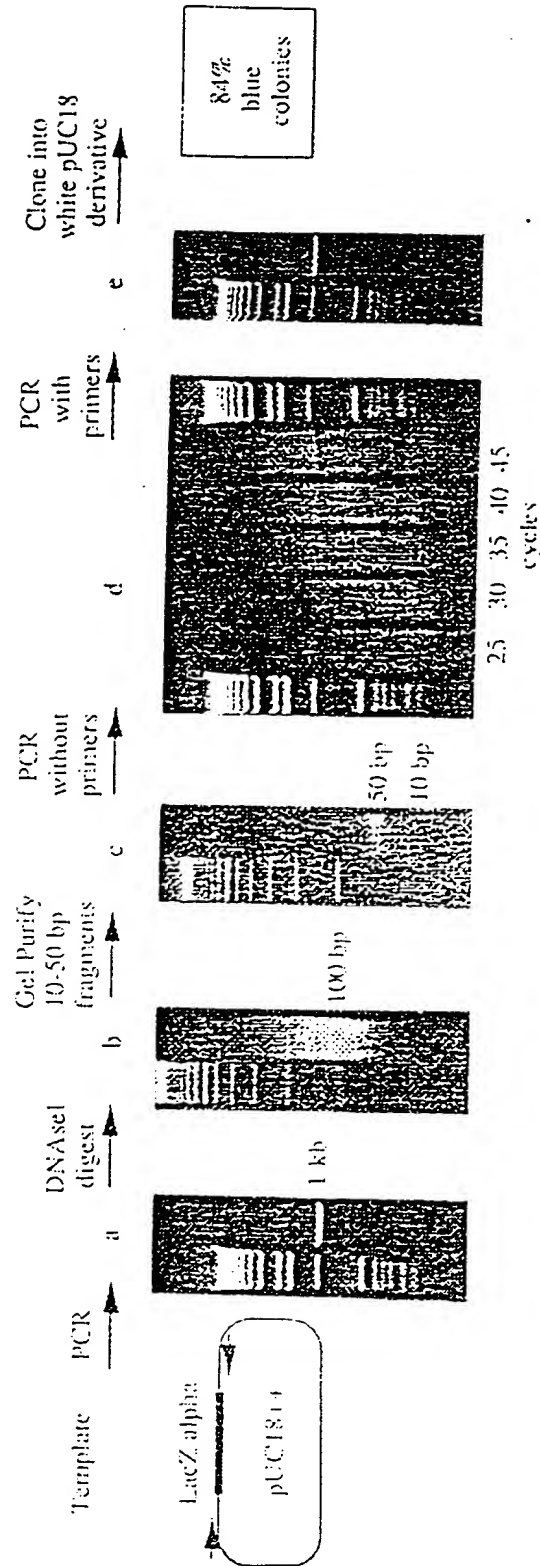 Template
PCR
LacZ alpha
a
DNAseI
digest
1 kb
b
Gel Purify
10-50 bp
fragments
100 bp
c
PCR
without
primers
50 bp
10 bp
d
25 30 35 40 45
cycles
PCR
with
primers
e
Clone into
white pUC18
derivative
84%
blue
colonies